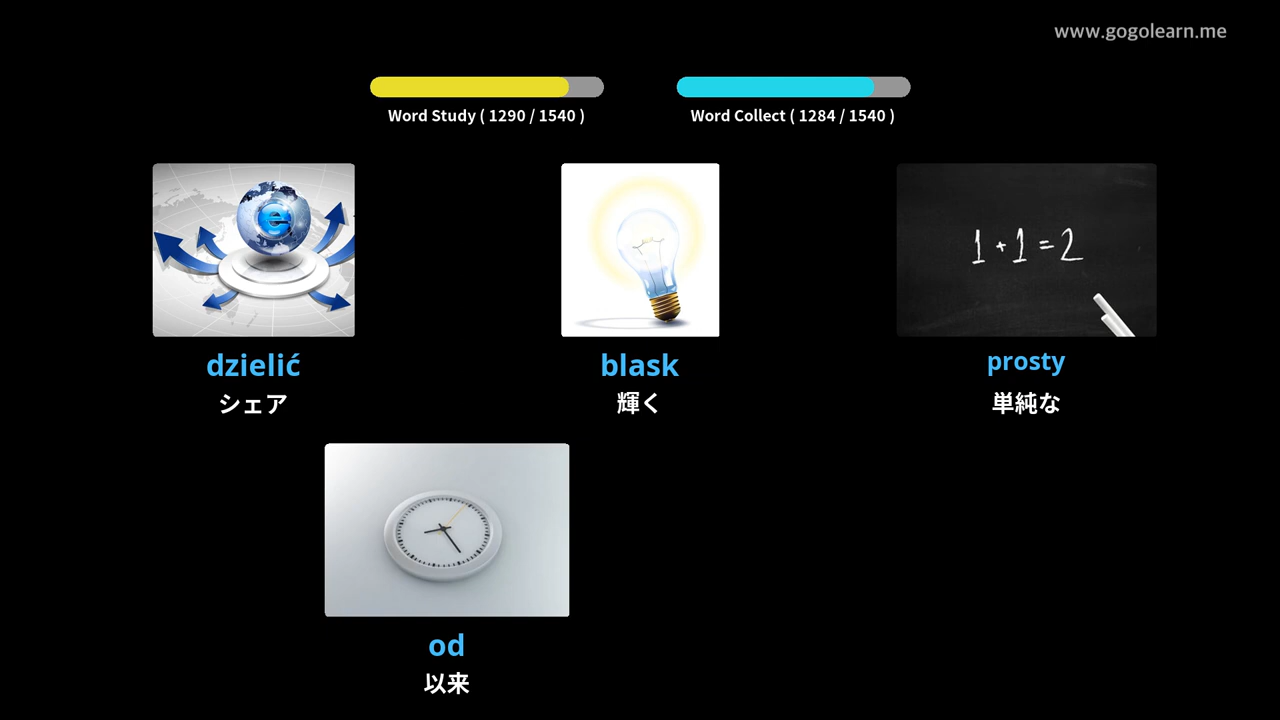 www.gogolearn.me
Word Study ( 1290 / 1540 )
Word Collect ( 1284 / 1540 )
e
dzielić
シェア
blask
輝く
1 + 1 = 2
prosty
単純な
od
以来